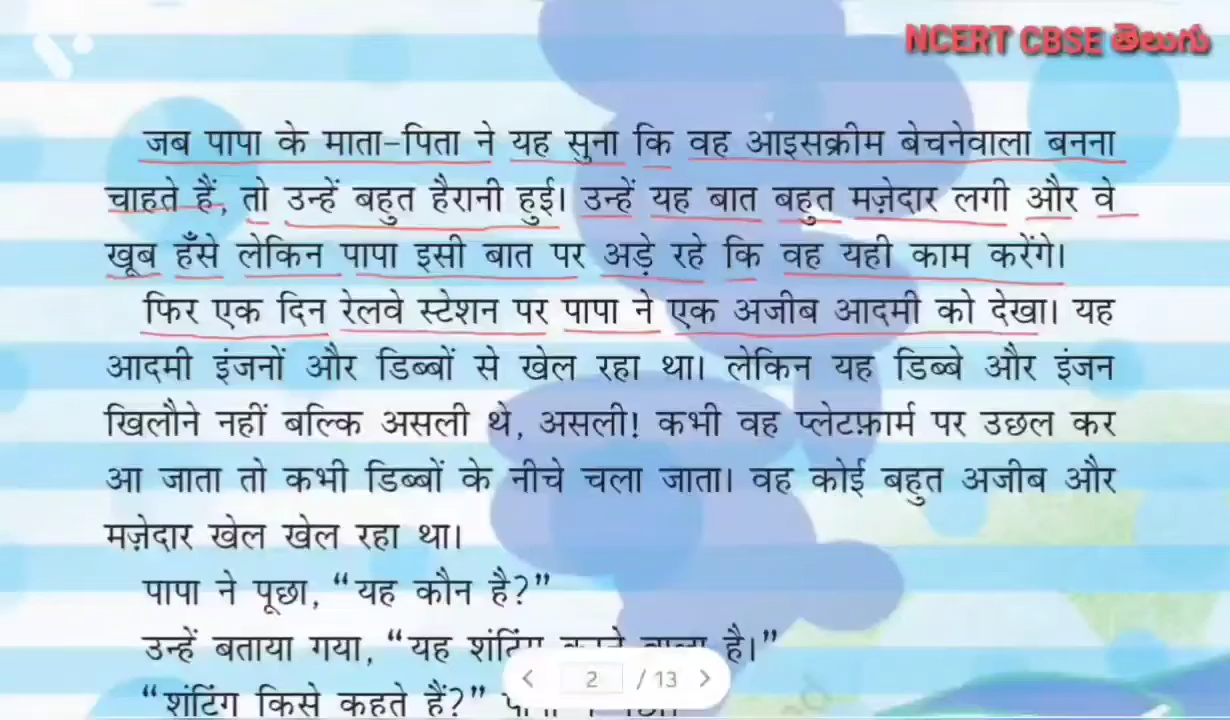 NCERT CBSE తెలుగు
जब पापा के माता-पिता ने यह सुना कि वह आइसक्रीम बेचनेवाला बनना
चाहते हैं, तो उन्हें बहुत हैरानी हुई। उन्हें यह बात बहुत मज़ेदार लगी और वे
खूब हँसे लेकिन पापा इसी बात पर अड़े रहे कि वह यही काम करेंगे।
फिर एक दिन रेलवे स्टेशन पर पापा ने एक अजीब आदमी को देखा। यह
आदमी इंजनों और डिब्बों से खेल रहा था। लेकिन यह डिब्बे और इंजन
खिलौने नहीं बल्कि असली थे, असली! कभी वह प्लेटफ़ार्म पर उछल कर
आ जाता तो कभी डिब्बों के नीचे चला जाता। वह कोई बहुत अजीब और
मज़ेदार खेल खेल रहा था।
पापा ने पूछा, “यह कौन है?”
उन्हें बताया गया, “यह शंटिंग है।”
“शंटिंग किसे कहते हैं?”
2 / 13